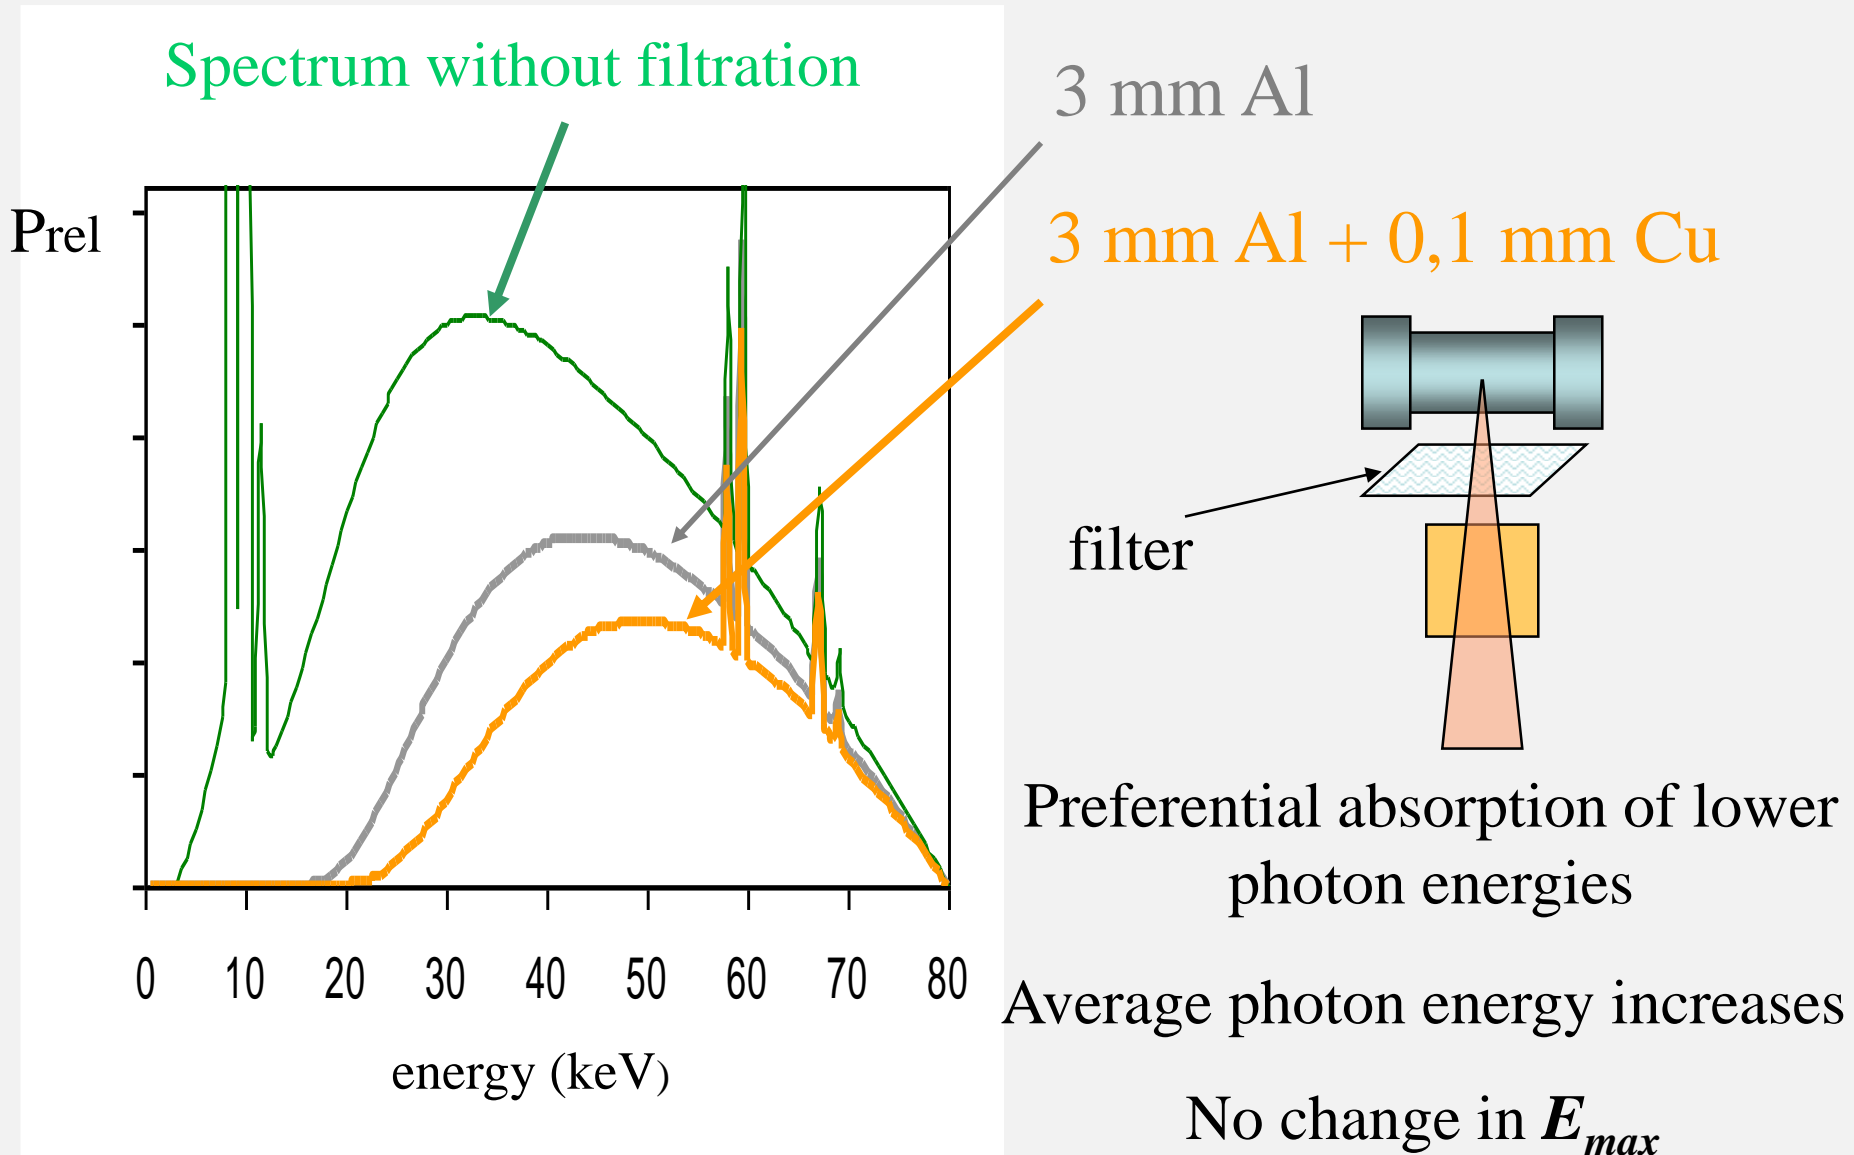 Spectrum without filtration
3 mm Al
Prel
3 mm Al + 0,1 mm Cu
filter
0 10 20 30 40 50 60 70 80
energy (keV)
Preferential absorption of lower
photon energies
Average photon energy increases
No change in Emax